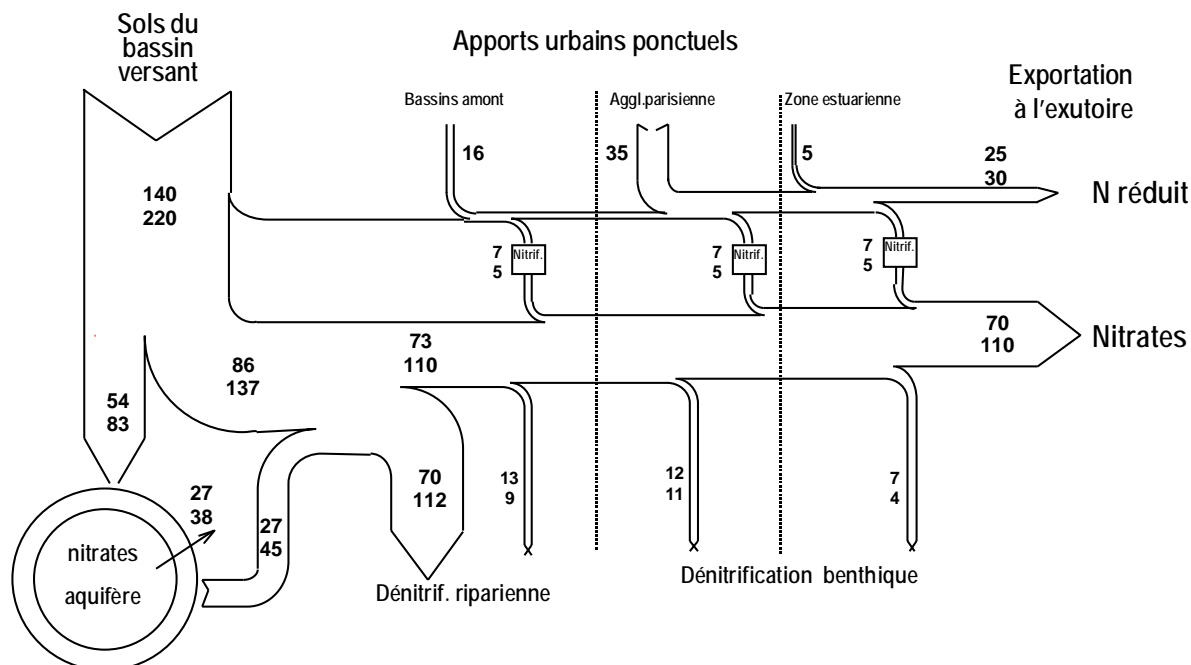 Sols du
bassin
versant
Apports urbains ponctuels
Exportation
à l'exutoire
Bassins amont
Aggl.parisienne
Zone estuarienne
16
35
5
25
30
N réduit
140
220
7
5
Nitrif.
7
5
Nitrif.
7
5
Nitrif.
73
110
70
110
Nitrates
86
137
54
83
70
112
13
9
12
11
7
4
27
38
27
45
nitrates
aquifère
Dénitrif. riparienne
Dénitrification benthique